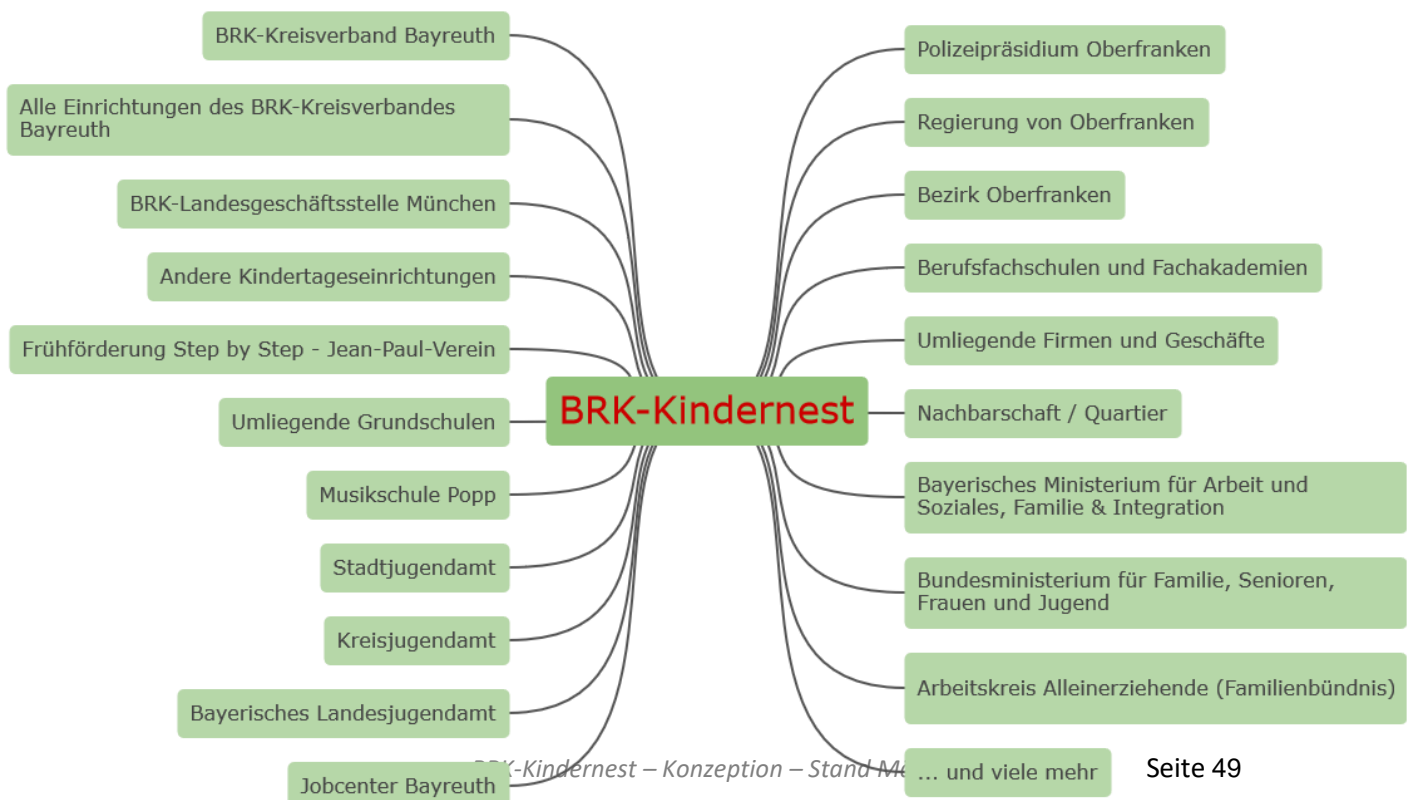 BRK-Kreisverband Bayreuth
Alle Einrichtungen des BRK-Kreisverbandes
Bayreuth
BRK-Landesgeschäftsstelle München
Andere Kindertageseinrichtungen
Frühförderung Step by Step - Jean-Paul-Verein
Umliegende Grundschulen
Musikschule Popp
Stadtjugendamt
Kreisjugendamt
Bayerisches Landesjugendamt
Jobcenter Bayreuth
BRK-Kindernest
Polizeipräsidium Oberfranken
Regierung von Oberfranken
Bezirk Oberfranken
Berufsfachschulen und Fachakademien
Umliegende Firmen und Geschäfte
Nachbarschaft / Quartier
Bayerisches Ministerium für Arbeit und
Soziales, Familie & Integration
Bundesministerium für Familie, Senioren,
Frauen und Jugend
Arbeitskreis Alleinerziehende (Familienbündnis)
... und viele mehr
BRK-Kindernest – Konzeption – Stand
Seite 49